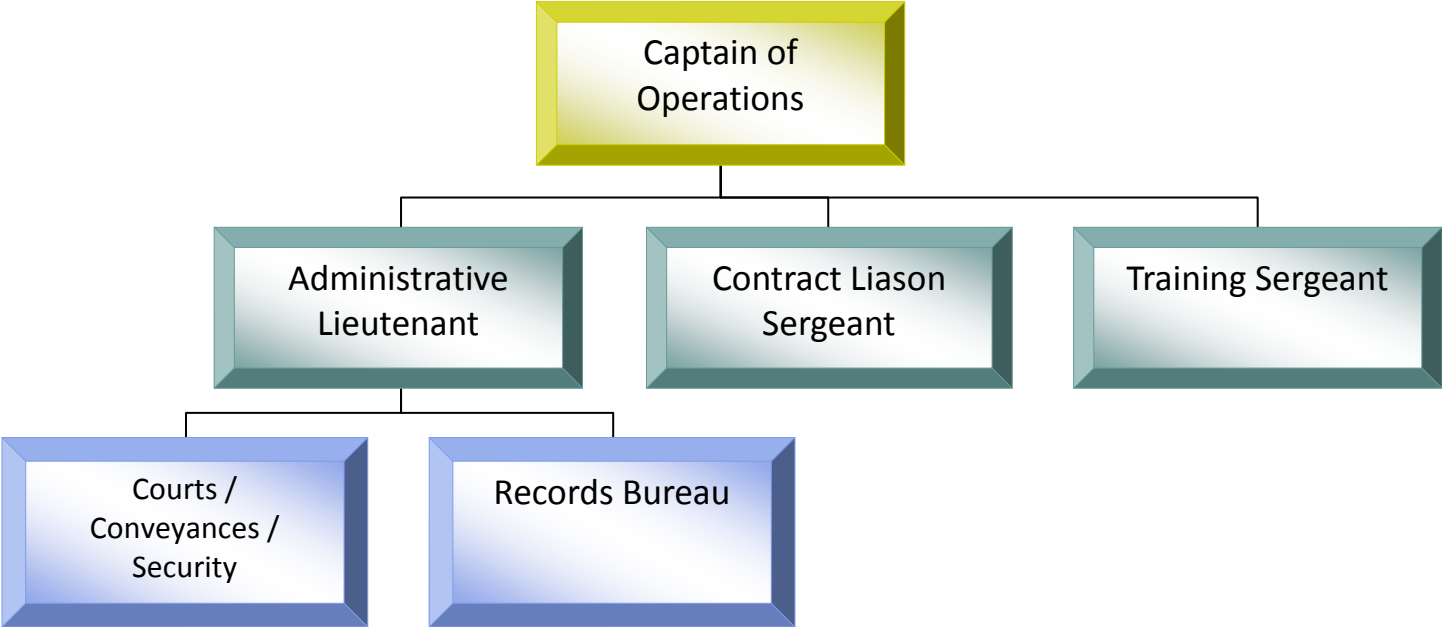 Captain of
Operations
Administrative
Lieutenant
Contract Liason
Sergeant
Training Sergeant
Courts /
Conveyances /
Security
Records Bureau